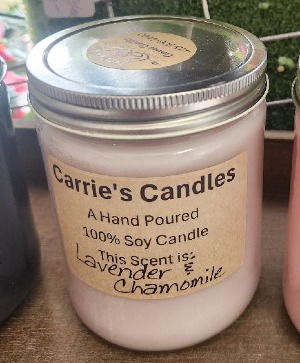 Carrie's Candles
A Hand Poured
100% Soy Candle
This Scent is:
Lavender &
Chamomile